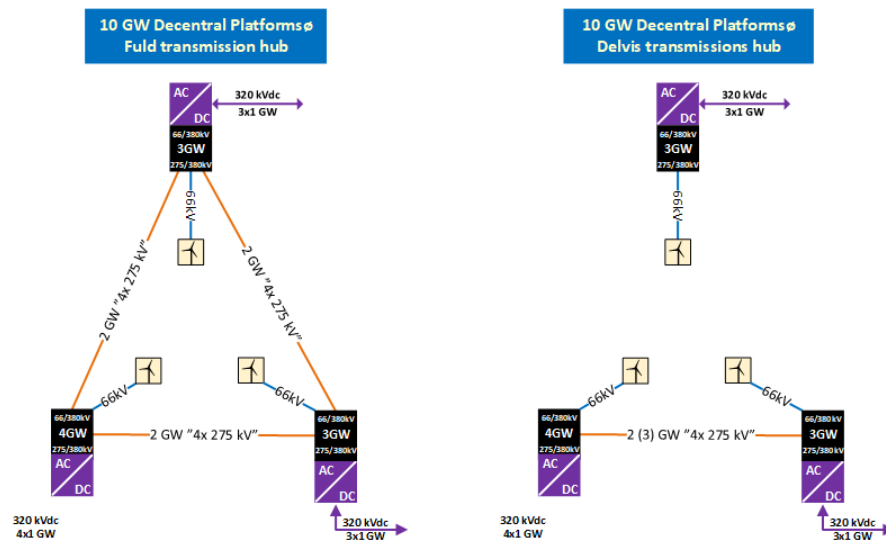 10 GW Decentral Platformsø
Fuld transmission hub
AC
DC
320 kVdc
3x1 GW
66/380kV
3GW
275/380kV
66kV
2 GW "4x 275 kV"
2 GW "4x 275 kV"
66kV
66kV
66/380kV
4GW
275/380kV
2 GW "4x 275 kV"
66/380kV
3GW
275/380kV
AC
DC
AC
DC
320 kVdc
4x1 GW
320 kVdc
3x1 GW
10 GW Decentral Platformsø
Delvis transmissions hub
AC
DC
320 kVdc
3x1 GW
66/380kV
3GW
275/380kV
66kV
66kV
66kV
66/380kV
4GW
275/380kV
2 (3) GW "4x 275 kV"
66/380kV
3GW
275/380kV
AC
DC
AC
DC
320 kVdc
4x1 GW
320 kVdc
3x1 GW